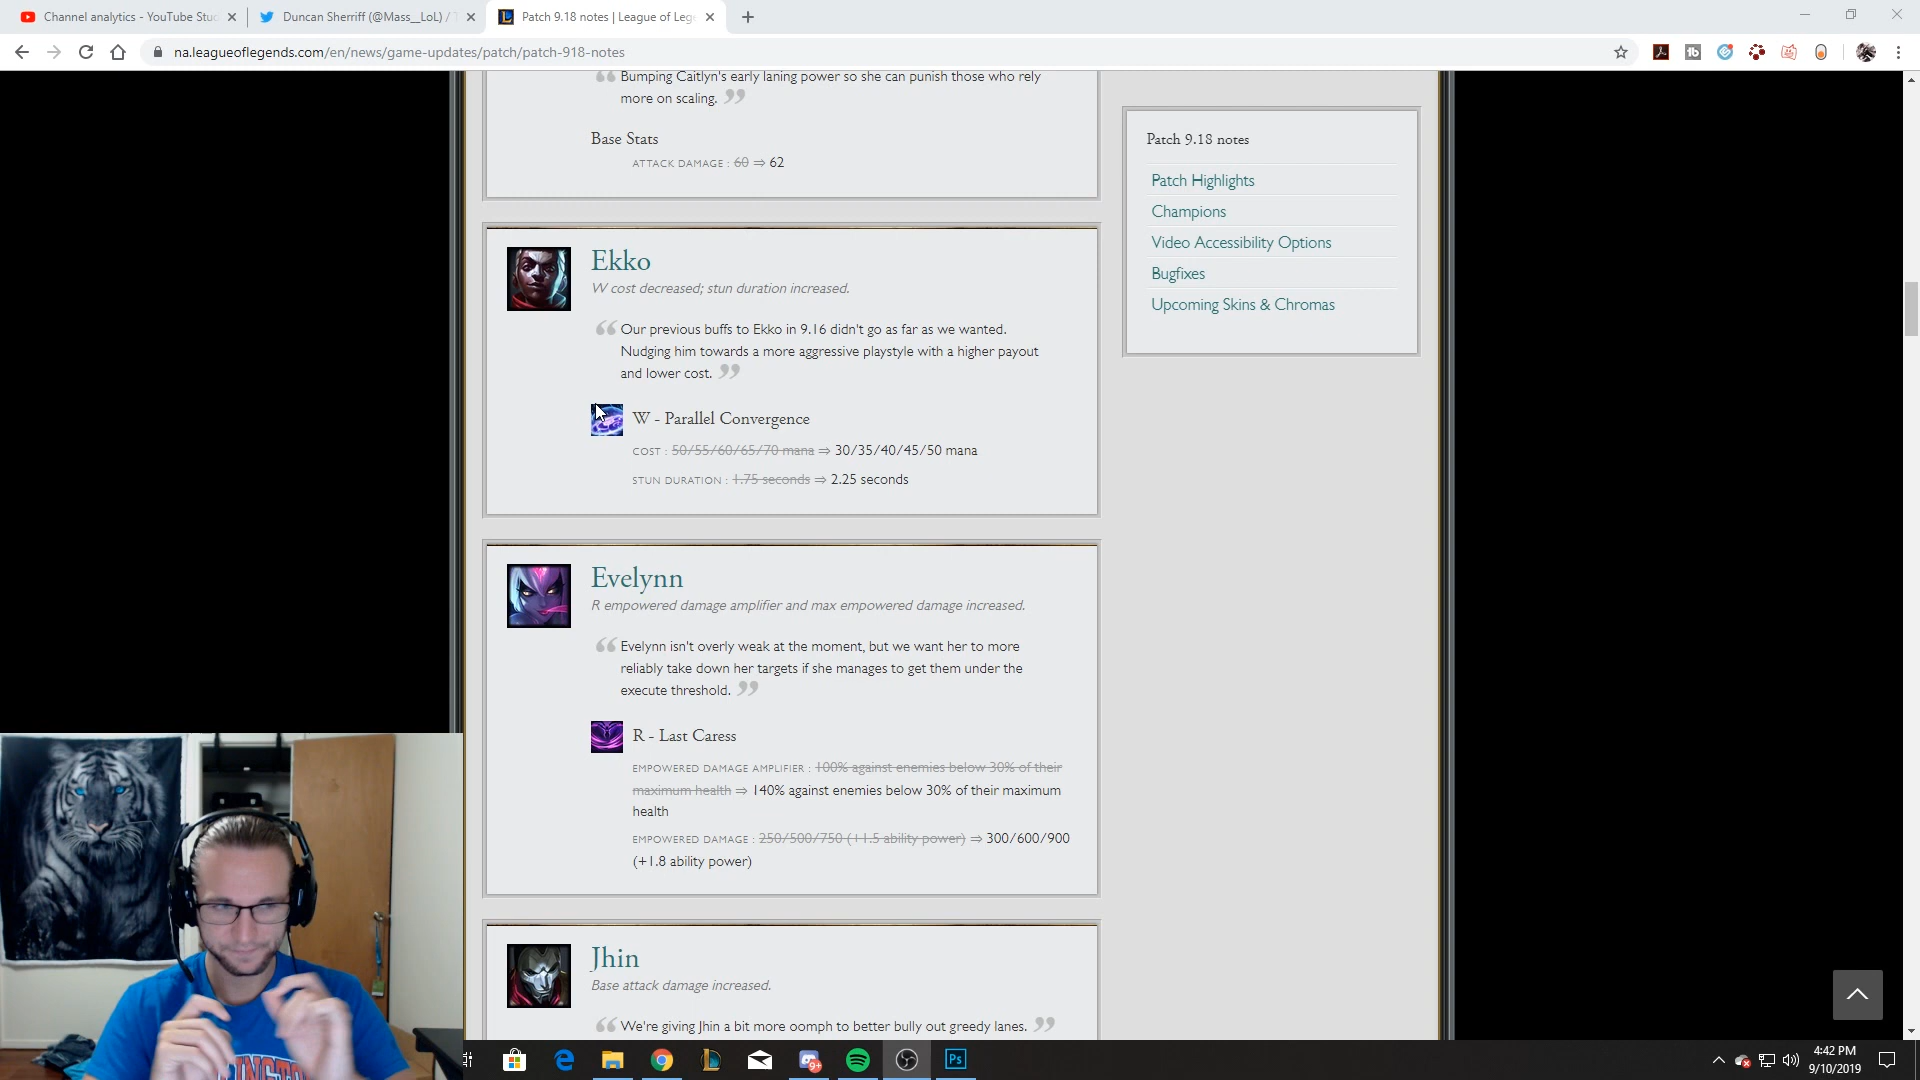 Channel analytics - YouTube Stu
Duncan Sherriff (@Mass__LoL) / T
Patch 9.18 notes | League of Leg
na.leagueoflegends.com/en/news/game-updates/patch/patch-918-notes
Bumping Caitlyn's early laning power so she can punish those who rely
more on scaling.
Base Stats
ATTACK DAMAGE : 60 ⇒ 62
Ekko
W cost decreased; stun duration increased.
Our previous buffs to Ekko in 9.16 didn't go as far as we wanted.
Nudging him towards a more aggressive playstyle with a higher payout
and lower cost.
W - Parallel Convergence
COST : 50/55/60/65/70 mana ⇒ 30/35/40/45/50 mana
STUN DURATION : 1.75 seconds ⇒ 2.25 seconds
Evelynn
R empowered damage amplifier and max empowered damage increased.
Evelynn isn't overly weak at the moment, but we want her to more
reliably take down her targets if she manages to get them under the
execute threshold.
R - Last Caress
EMPOWERED DAMAGE AMPLIFIER : 100% against enemies below 30% of their
maximum health ⇒ 140% against enemies below 30% of their maximum
health
EMPOWERED DAMAGE : 250/500/750 (+1.5 ability power) ⇒ 300/600/900
(+1.8 ability power)
Jhin
Base attack damage increased.
We're giving Jhin a bit more oomph to better bully out greedy lanes.
Patch 9.18 notes
Patch Highlights
Champions
Video Accessibility Options
Bugfixes
Upcoming Skins & Chromas
Ps
4:42 PM
9/10/2019